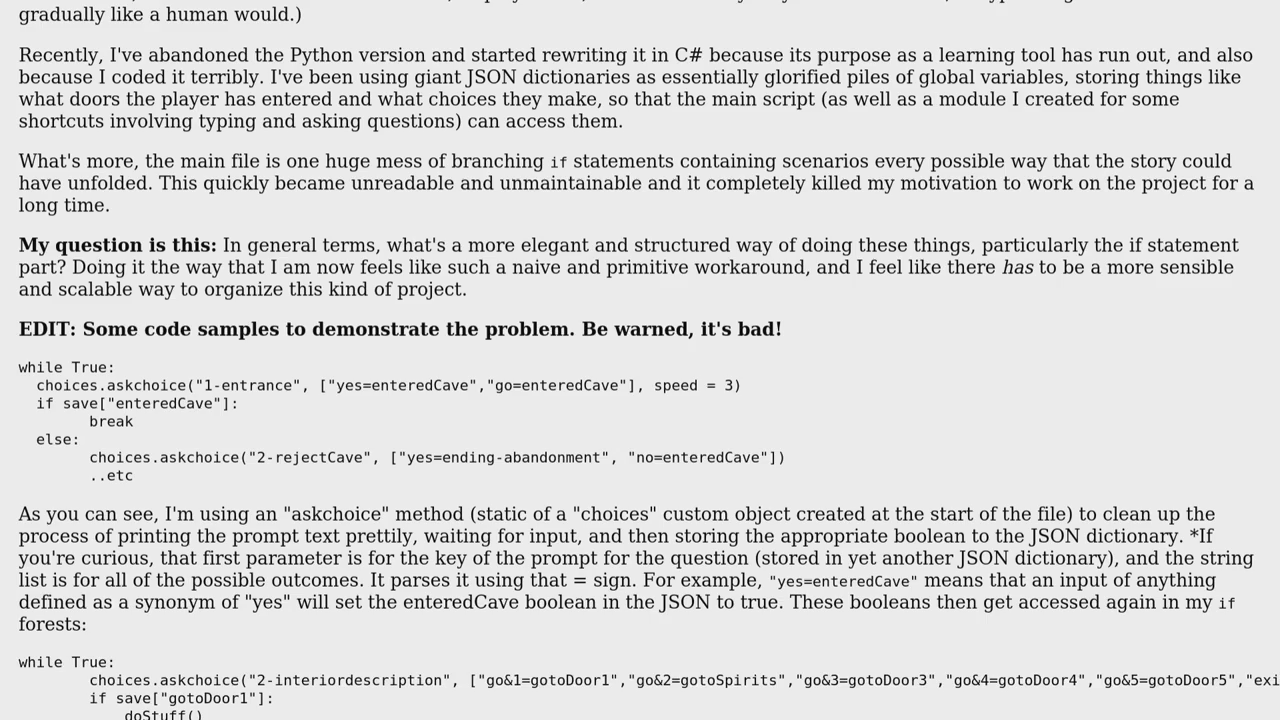 gradually like a human would.)
Recently, I've abandoned the Python version and started rewriting it in C# because its purpose as a learning tool has run out, and also
because I coded it terribly. I've been using giant JSON dictionaries as essentially glorified piles of global variables, storing things like
what doors the player has entered and what choices they make, so that the main script (as well as a module I created for some
shortcuts involving typing and asking questions) can access them.
What's more, the main file is one huge mess of branching if statements containing scenarios every possible way that the story could
have unfolded. This quickly became unreadable and unmaintainable and it completely killed my motivation to work on the project for a
long time.
My question is this: In general terms, what's a more elegant and structured way of doing these things, particularly the if statement
part? Doing it the way that I am now feels like such a naive and primitive workaround, and I feel like there has to be a more sensible
and scalable way to organize this kind of project.
EDIT: Some code samples to demonstrate the problem. Be warned, it's bad!
while True:
  choices.askchoice("1-entrance", ["yes=enteredCave","go=enteredCave"], speed = 3)
  if save["enteredCave"]:
        break
  else:
        choices.askchoice("2-rejectCave", ["yes=ending-abandonment", "no=enteredCave"])
        ..etc
As you can see, I'm using an "askchoice" method (static of a "choices" custom object created at the start of the file) to clean up the
process of printing the prompt text prettily, waiting for input, and then storing the appropriate boolean to the JSON dictionary. *If
you're curious, that first parameter is for the key of the prompt for the question (stored in yet another JSON dictionary), and the string
list is for all of the possible outcomes. It parses it using that = sign. For example, "yes=enteredCave" means that an input of anything
defined as a synonym of "yes" will set the enteredCave boolean in the JSON to true. These booleans then get accessed again in my if
forests:
while True:
        choices.askchoice("2-interiordescription", ["go&1=gotoDoor1","go&2=gotoSpirits","go&3=gotoDoor3","go&4=gotoDoor4","go&5=gotoDoor5","exi
        if save["gotoDoor1"]:
            doStuff()